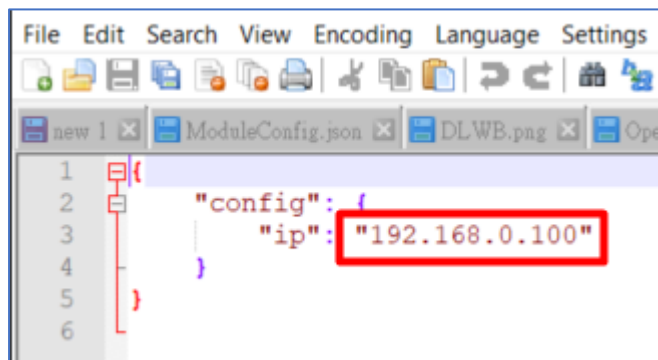 File Edit Search View Encoding Language Settings
new 1 ModuleConfig.json DLWB.png Ope
1 {
2 "config": {
3 "ip": "192.168.0.100"
4 }
5 }
6